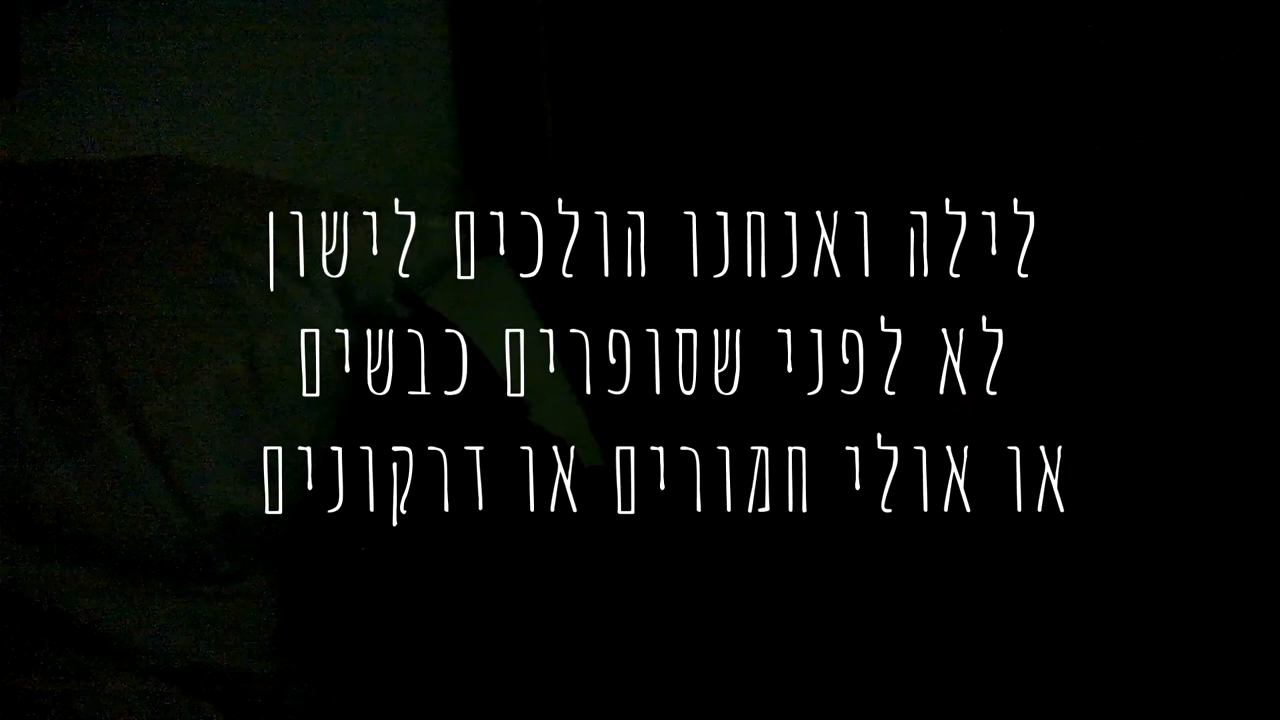 לילה ואנחנו הולכים לישון
לא לפני שסופרים כבשים
או אולי חמורים או דרקונים